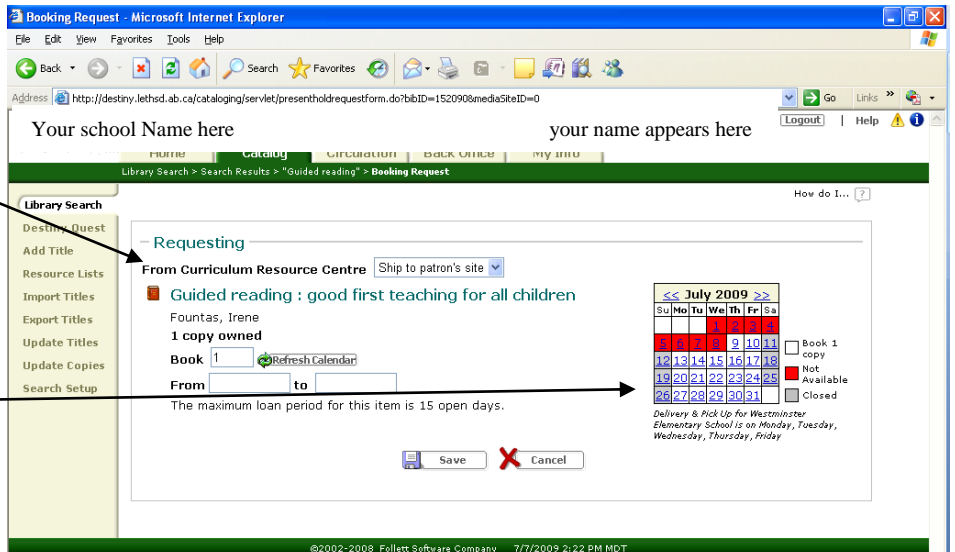 Booking Request - Microsoft Internet Explorer
File Edit View Favorites Tools Help
Back Search Favorites
Address http://destiny.lethsd.ab.ca/cataloging/servlet/presentholdrequestform.do?bibID=152090&mediaSiteID=0 Go Links »
Your school Name here your name appears here Logout | Help
Home Catalog Circulation Back Office My Info
Library Search > Search Results > "Guided reading" > Booking Request
How do I... ?
Library Search
Destiny Quest
Add Title
Resource Lists
Import Titles
Export Titles
Update Titles
Update Copies
Search Setup
Requesting
From Curriculum Resource Centre Ship to patron's site
Guided reading : good first teaching for all children
Fountas, Irene
1 copy owned
Book 1 Refresh Calendar
From to
The maximum loan period for this item is 15 open days.
<< July 2009 >>
Su Mo Tu We Th Fr Sa
1 2 3 4
5 6 7 8 9 10 11
12 13 14 15 16 17 18
19 20 21 22 23 24 25
26 27 28 29 30 31
Book 1
copy
Not
Available
Closed
Delivery & Pick Up for Westminster
Elementary School is on Monday, Tuesday,
Wednesday, Thursday, Friday
Save Cancel
©2002-2008 Follett Software Company 7/7/2009 2:22 PM MDT